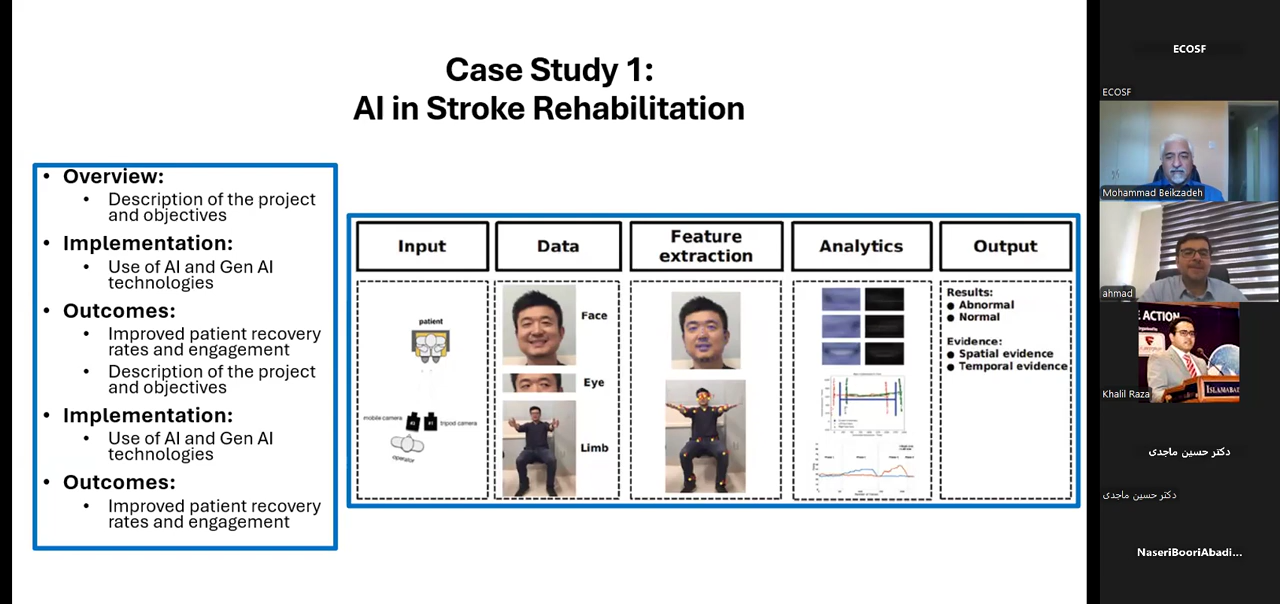 Case Study 1:
AI in Stroke Rehabilitation
• Overview:
• Description of the project
and objectives
• Implementation:
• Use of AI and Gen AI
technologies
• Outcomes:
• Improved patient recovery
rates and engagement
• Description of the project
and objectives
• Implementation:
• Use of AI and Gen AI
technologies
• Outcomes:
• Improved patient recovery
rates and engagement
Input
patient
mobile camera
tripod camera
operator
Data
Face
Eye
Limb
Feature
extraction
Analytics
Output
Results:
● Abnormal
● Normal
Evidence:
● Spatial evidence
● Temporal evidence
ECOSF
ECOSF
Mohammad Beikzadeh
ahmad
E ACTION
ISLAMABAD
Khalil Raza
دکتر حسین ماجدی
دکتر حسین ماجدی
NaseriBooriAbadi...